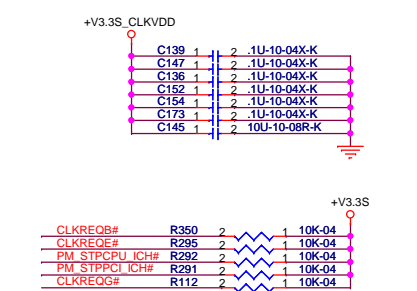 +V3.3S_CLKVDD
C139 1 2 .1U-10-04X-K
C147 1 2 .1U-10-04X-K
C136 1 2 .1U-10-04X-K
C152 1 2 .1U-10-04X-K
C154 1 2 .1U-10-04X-K
C173 1 2 .1U-10-04X-K
C145 1 2 10U-10-08R-K
+V3.3S
CLKREQB# R350 2 1 10K-04
CLKREQE# R295 2 1 10K-04
PM_STPCPU_ICH# R292 2 1 10K-04
PM_STPPCI_ICH# R291 2 1 10K-04
CLKREQG# R112 2 1 10K-04